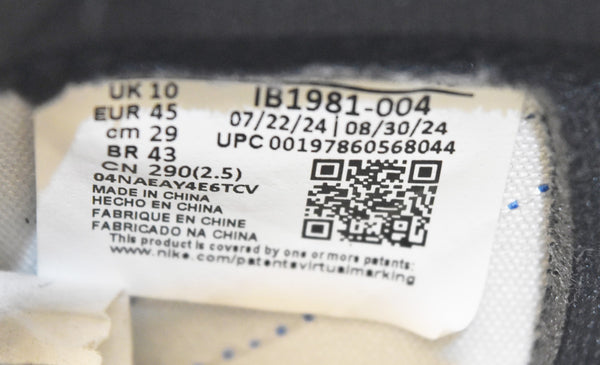 UK 10
EUR 45
cm 29
BR 43
CN 290(2.5)
04NAEAY4E6TCV
MADE IN CHINA
HECHO EN CHINA
FABRIQUE EN CHINE
FABRICADO NA CHINA
IB1981-004
07/22/24 | 08/30/24
UPC 00197860568044
This product is covered by one or more patents:
www.nike.com/patentsvirtualmarking